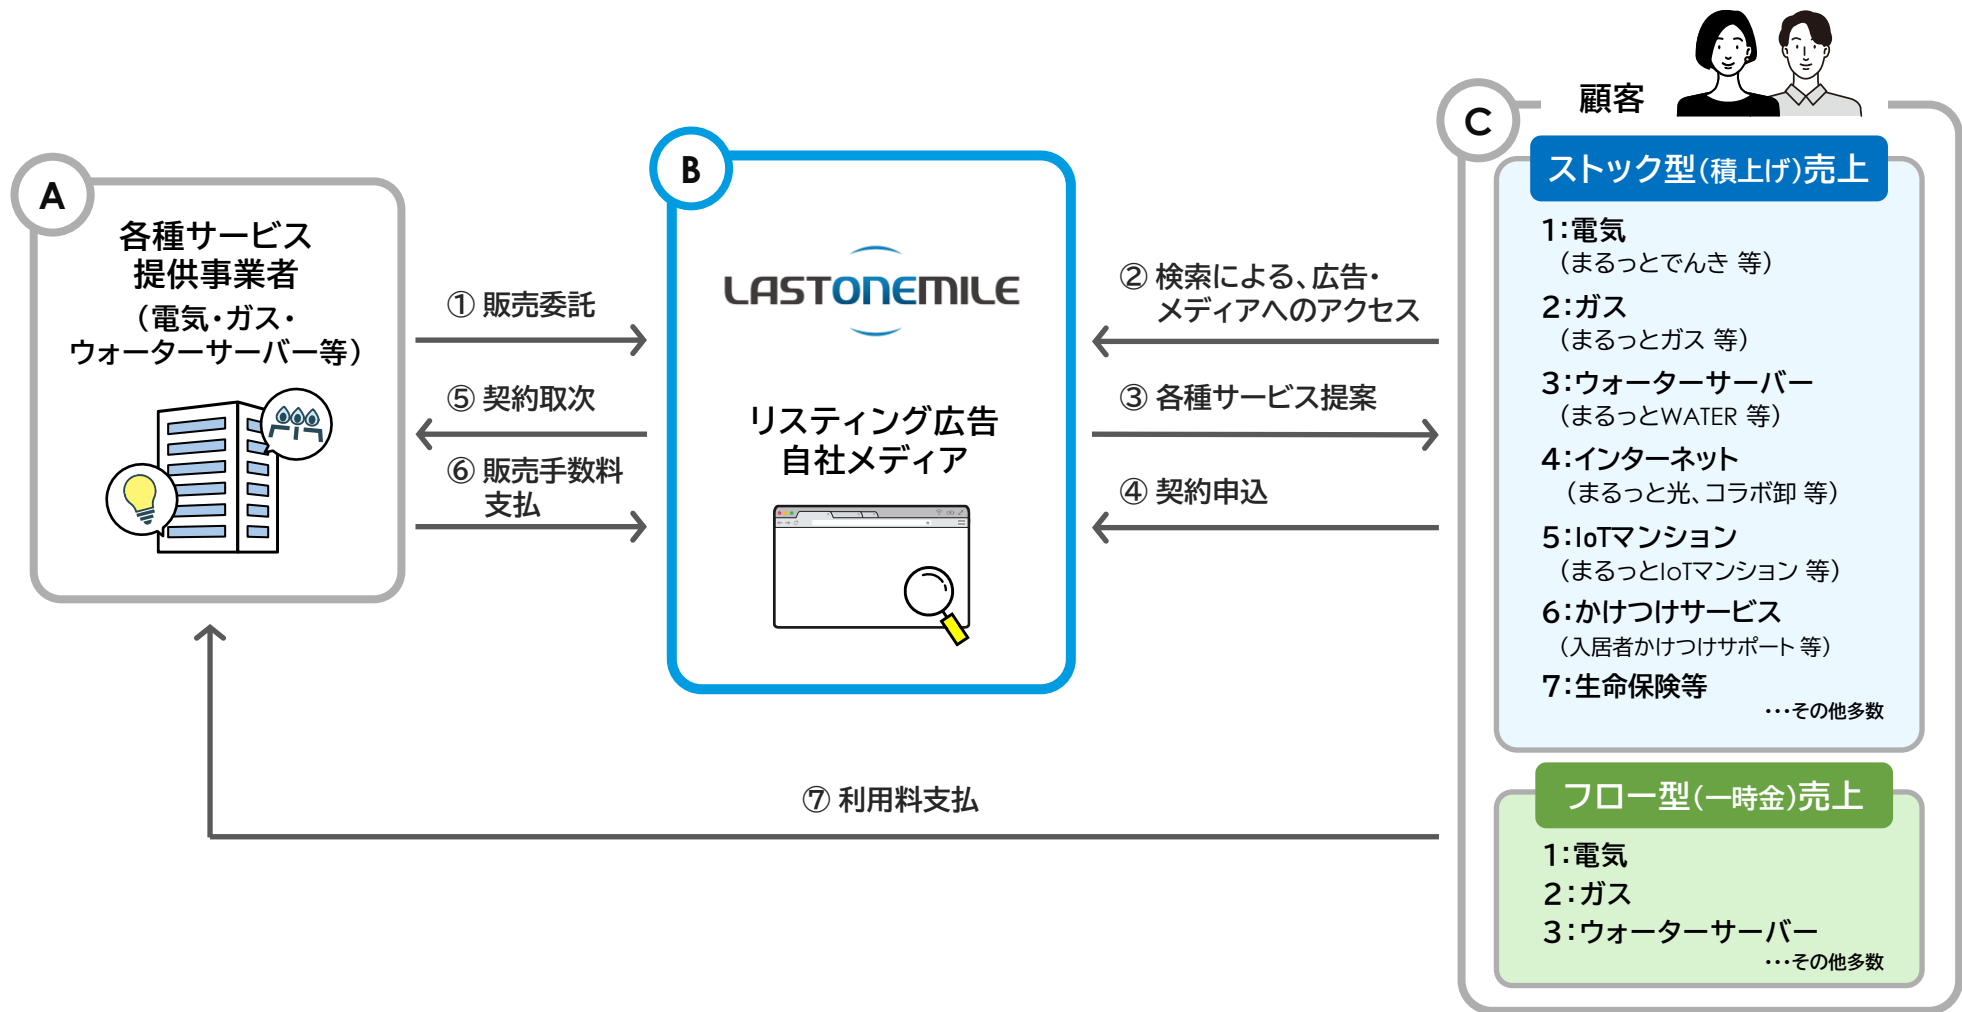 A
各種サービス
提供事業者
（電気・ガス・
ウォーターサーバー等）
① 販売委託
⑤ 契約取次
⑥ 販売手数料
支払
B
LASTONEMILE
リスティング広告
自社メディア
② 検索による、広告・
メディアへのアクセス
③ 各種サービス提案
④ 契約申込
⑦ 利用料支払
C
顧客
ストック型（積上げ）売上
1：電気
（まるっとでんき 等）
2：ガス
（まるっとガス 等）
3：ウォーターサーバー
（まるっとWATER 等）
4：インターネット
（まるっと光、コラボ卸 等）
5：IoTマンション
（まるっとIoTマンション 等）
6：かけつけサービス
（入居者かけつけサポート 等）
7：生命保険等
・・・その他多数
フロー型（一時金）売上
1：電気
2：ガス
3：ウォーターサーバー
・・・その他多数